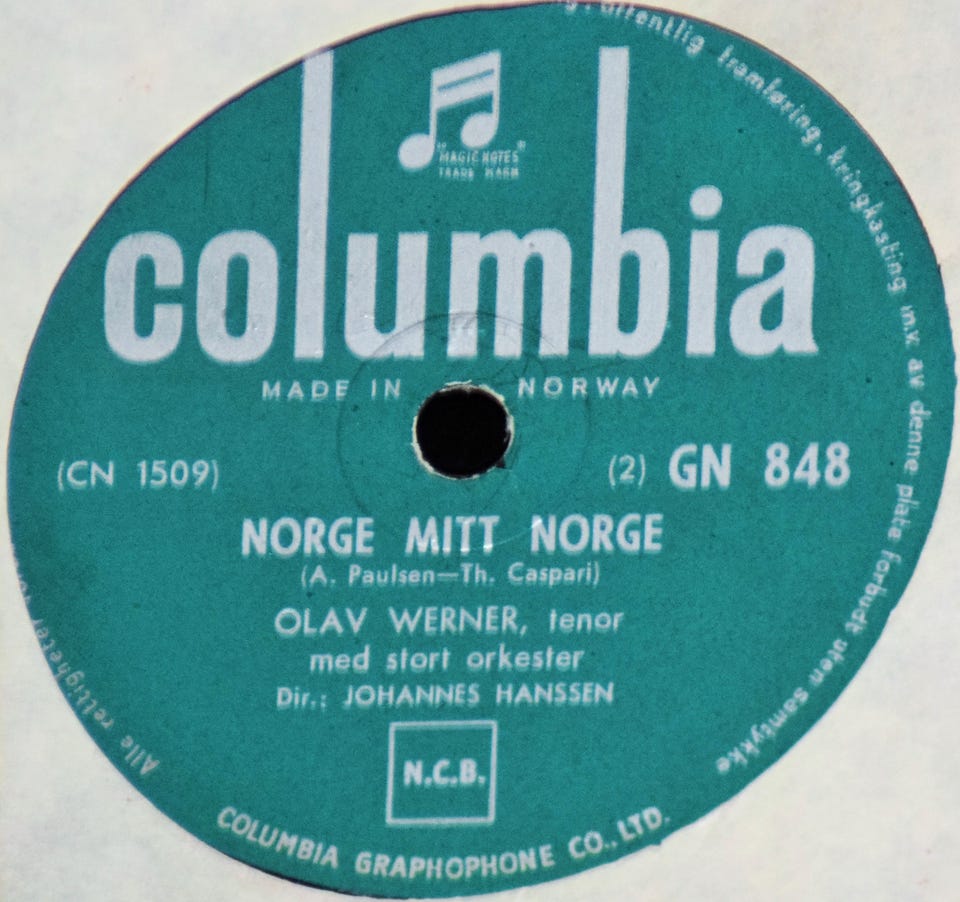 "MAGIC NOTES"
TRADE MARK
columbia
MADE IN NORWAY
(CN 1509)
(2) GN 848
NORGE MITT NORGE
(A. Paulsen—Th. Caspari)
OLAV WERNER, tenor
med stort orkester
Dir.: JOHANNES HANSSEN
N.C.B.
COLUMBIA GRAPHOPHONE CO., LTD.
Alle rettigheter
offentlig framføring, kringkasting m.v. av denne plate forbudt uten samtykke